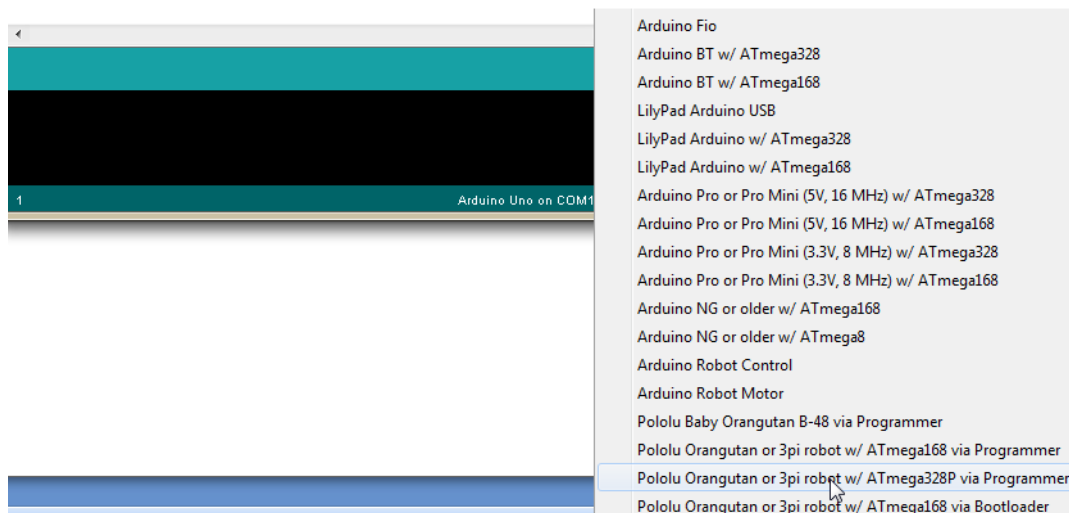 1
Arduino Uno on COM1
Arduino Fio
Arduino BT w/ ATmega328
Arduino BT w/ ATmega168
LilyPad Arduino USB
LilyPad Arduino w/ ATmega328
LilyPad Arduino w/ ATmega168
Arduino Pro or Pro Mini (5V, 16 MHz) w/ ATmega328
Arduino Pro or Pro Mini (5V, 16 MHz) w/ ATmega168
Arduino Pro or Pro Mini (3.3V, 8 MHz) w/ ATmega328
Arduino Pro or Pro Mini (3.3V, 8 MHz) w/ ATmega168
Arduino NG or older w/ ATmega168
Arduino NG or older w/ ATmega8
Arduino Robot Control
Arduino Robot Motor
Pololu Baby Orangutan B-48 via Programmer
Pololu Orangutan or 3pi robot w/ ATmega168 via Programmer
Pololu Orangutan or 3pi robot w/ ATmega328P via Programmer
Pololu Orangutan or 3pi robot w/ ATmega168 via Bootloader